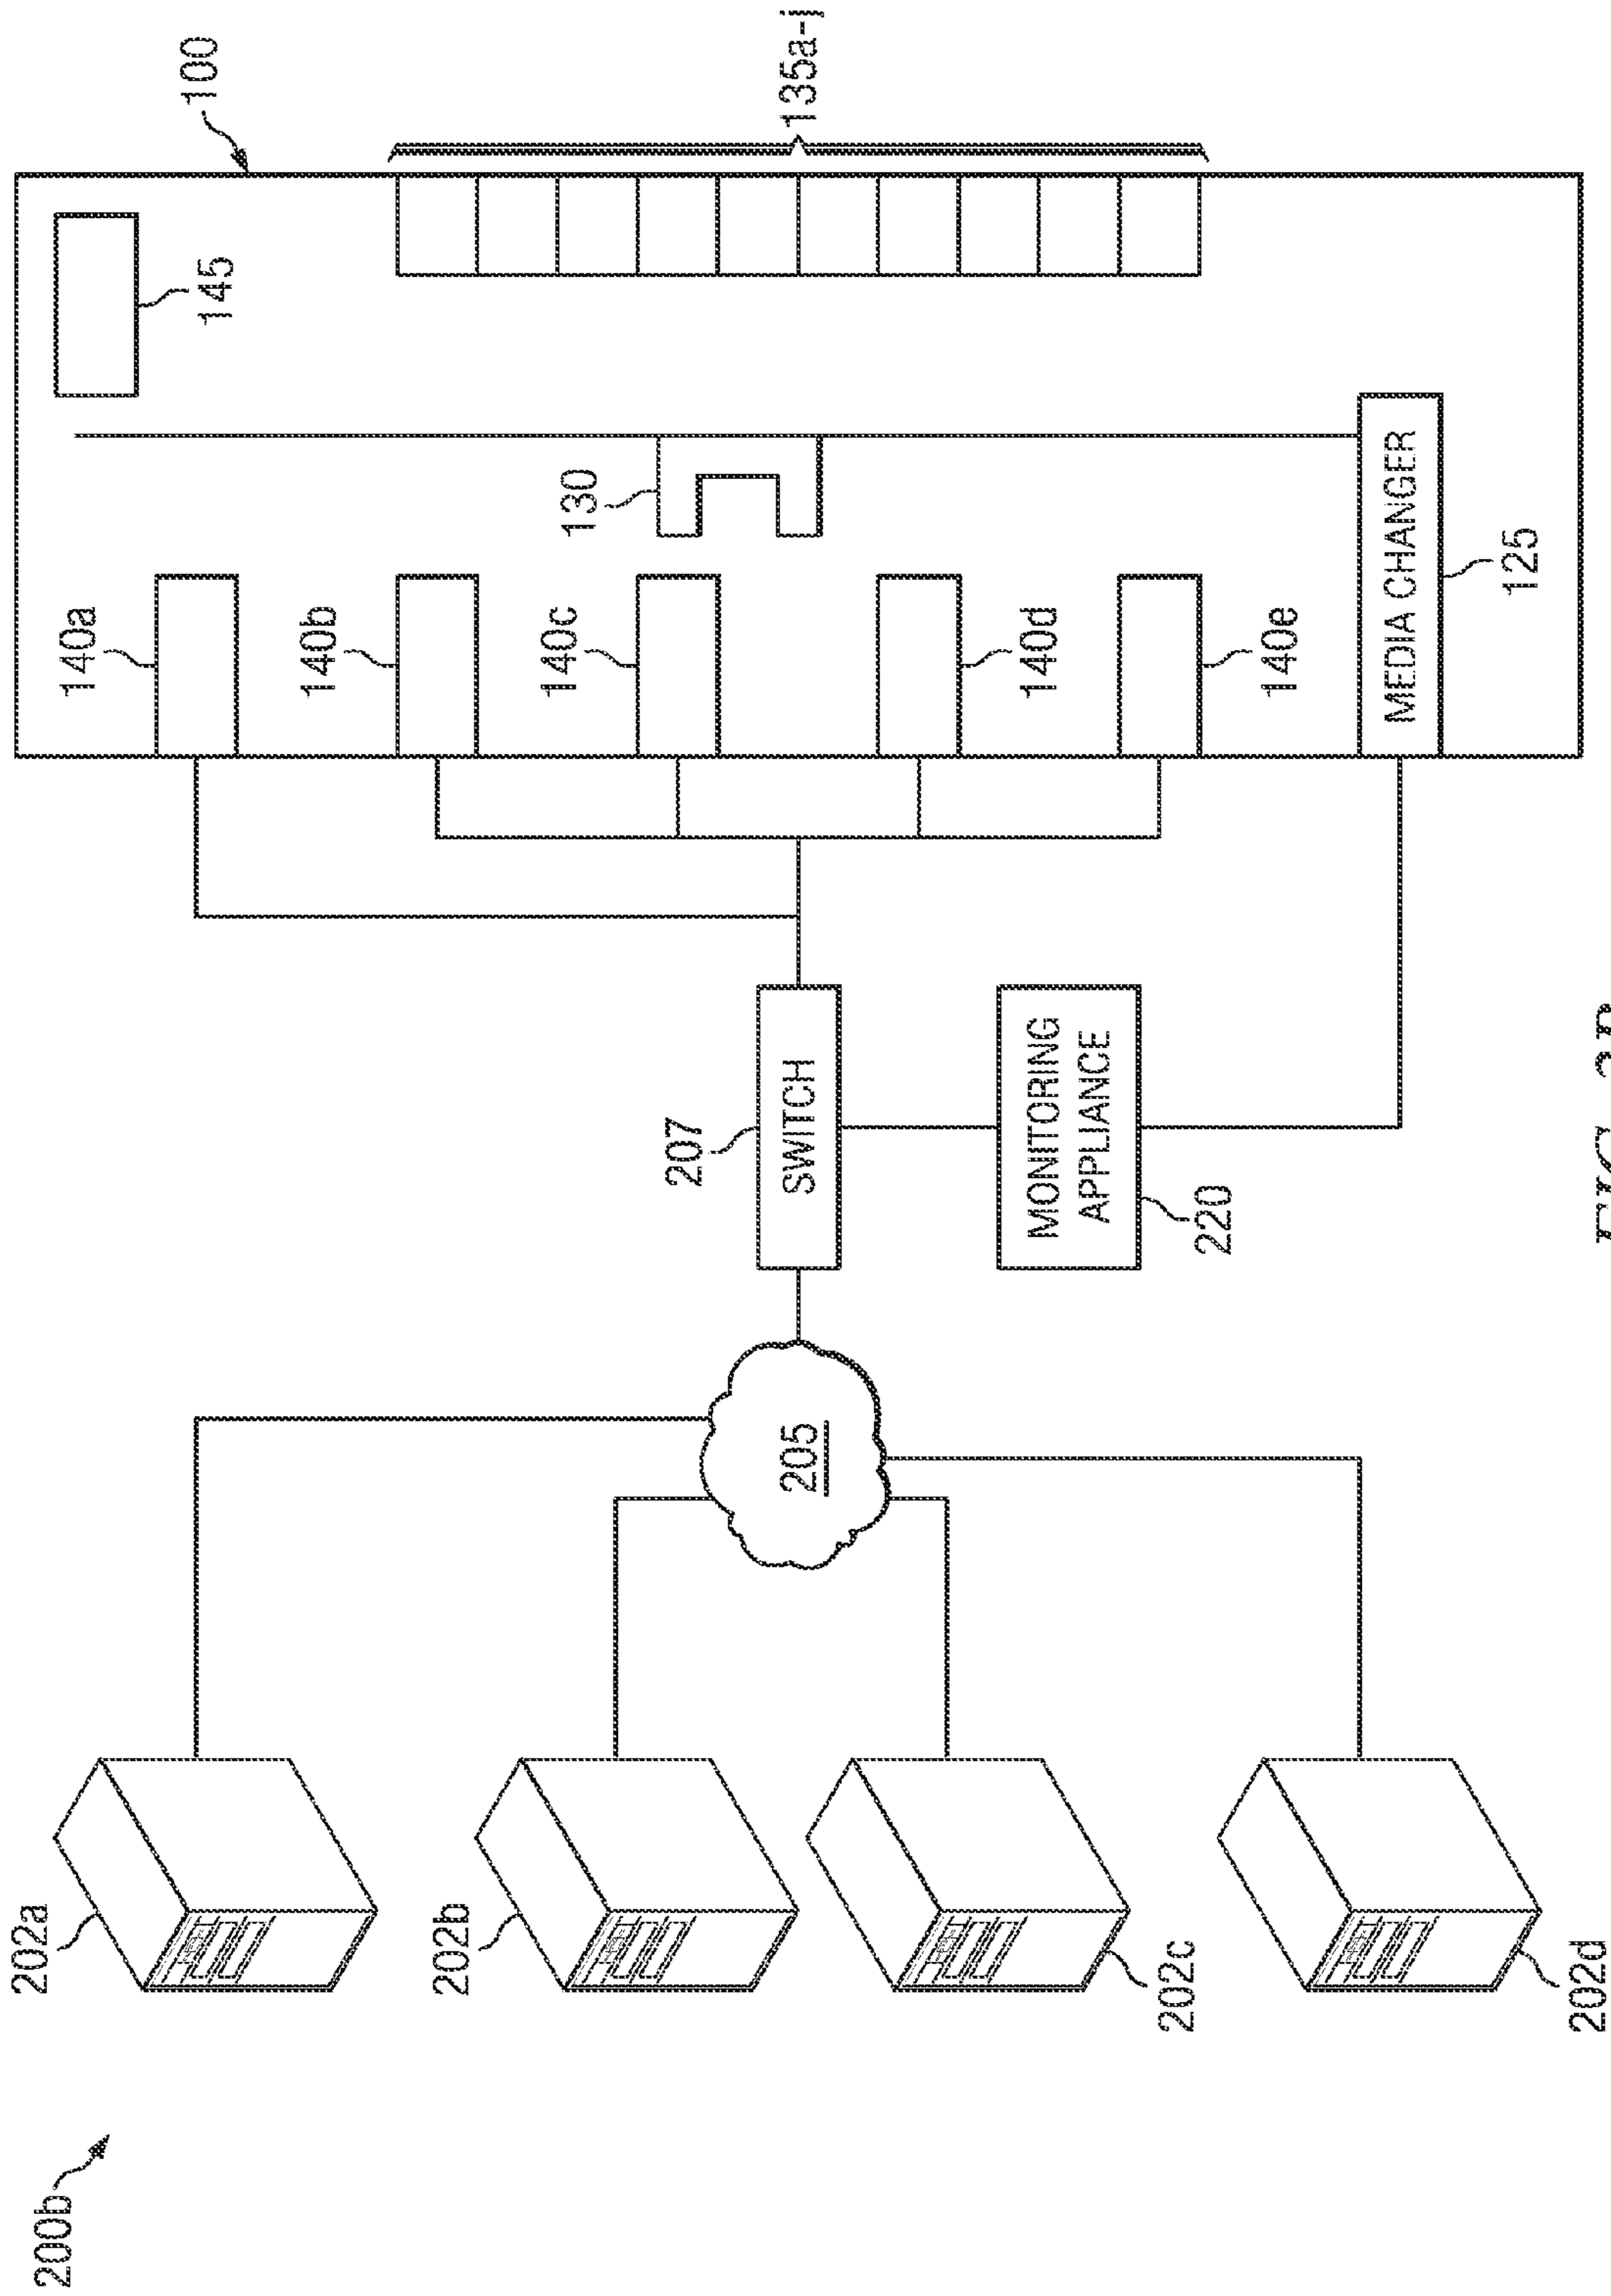 200b
202a
202b
202c
202d
205
207
SWITCH
MONITORING
APPLIANCE
220
100
140a
140b
140c
140d
140e
130
145
135a-j
MEDIA CHANGER
125